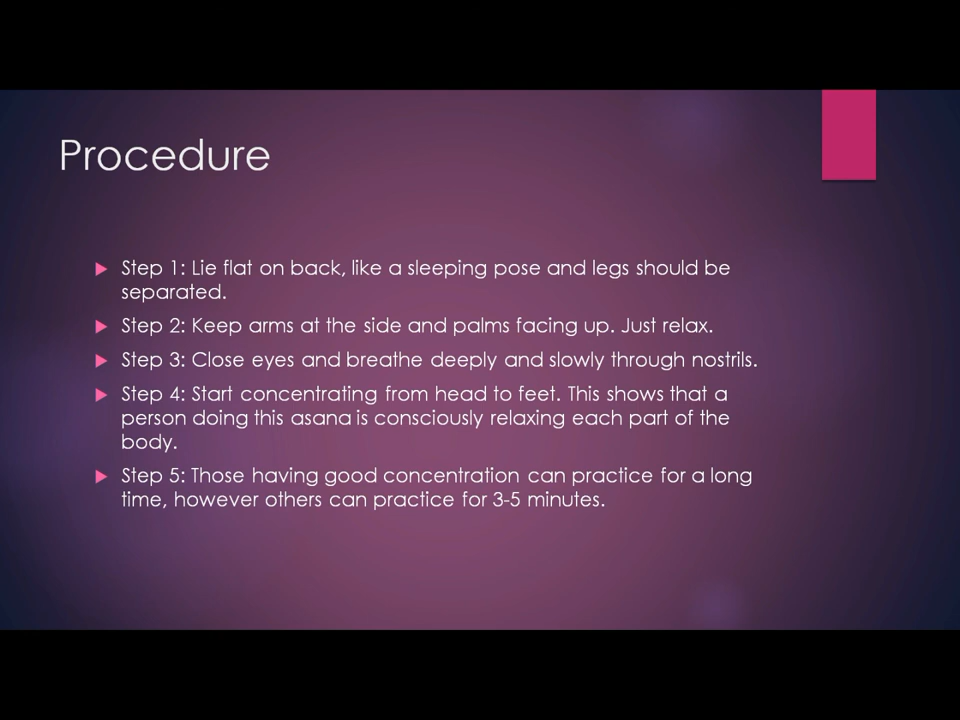 Procedure
Step 1: Lie flat on back, like a sleeping pose and legs should be
separated.
Step 2: Keep arms at the side and palms facing up. Just relax.
Step 3: Close eyes and breathe deeply and slowly through nostrils.
Step 4: Start concentrating from head to feet. This shows that a
person doing this asana is consciously relaxing each part of the
body.
Step 5: Those having good concentration can practice for a long
time, however others can practice for 3-5 minutes.